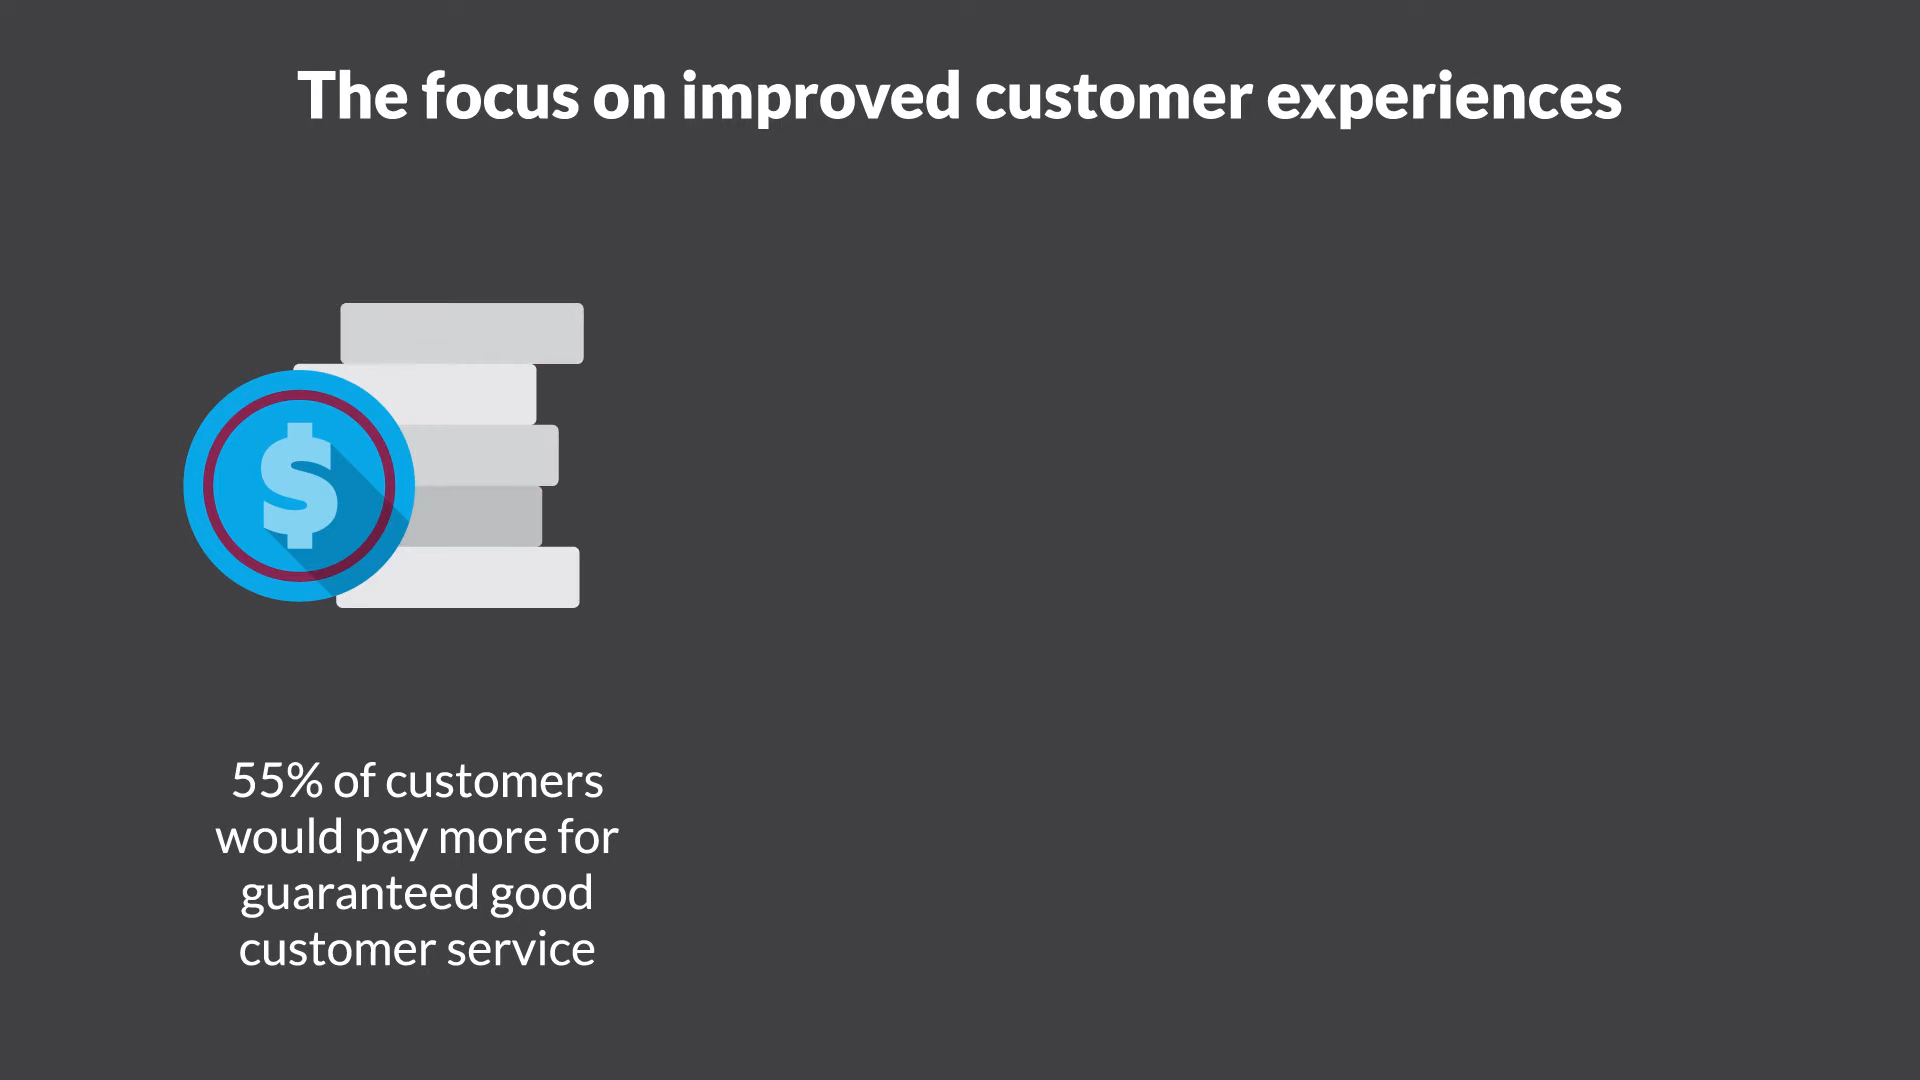 The focus on improved customer experiences
$
55% of customers
would pay more for
guaranteed good
customer service